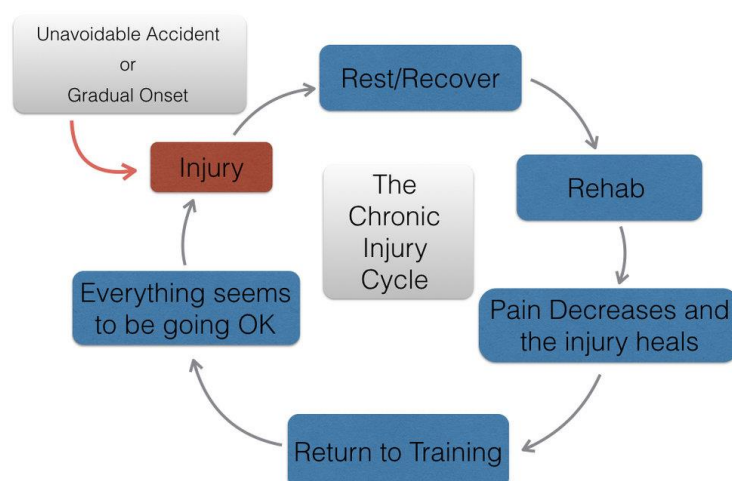 Unavoidable Accident
or
Gradual Onset
Rest/Recover
Injury
Rehab
The
Chronic
Injury
Cycle
Everything seems
to be going OK
Pain Decreases and
the injury heals
Return to Training